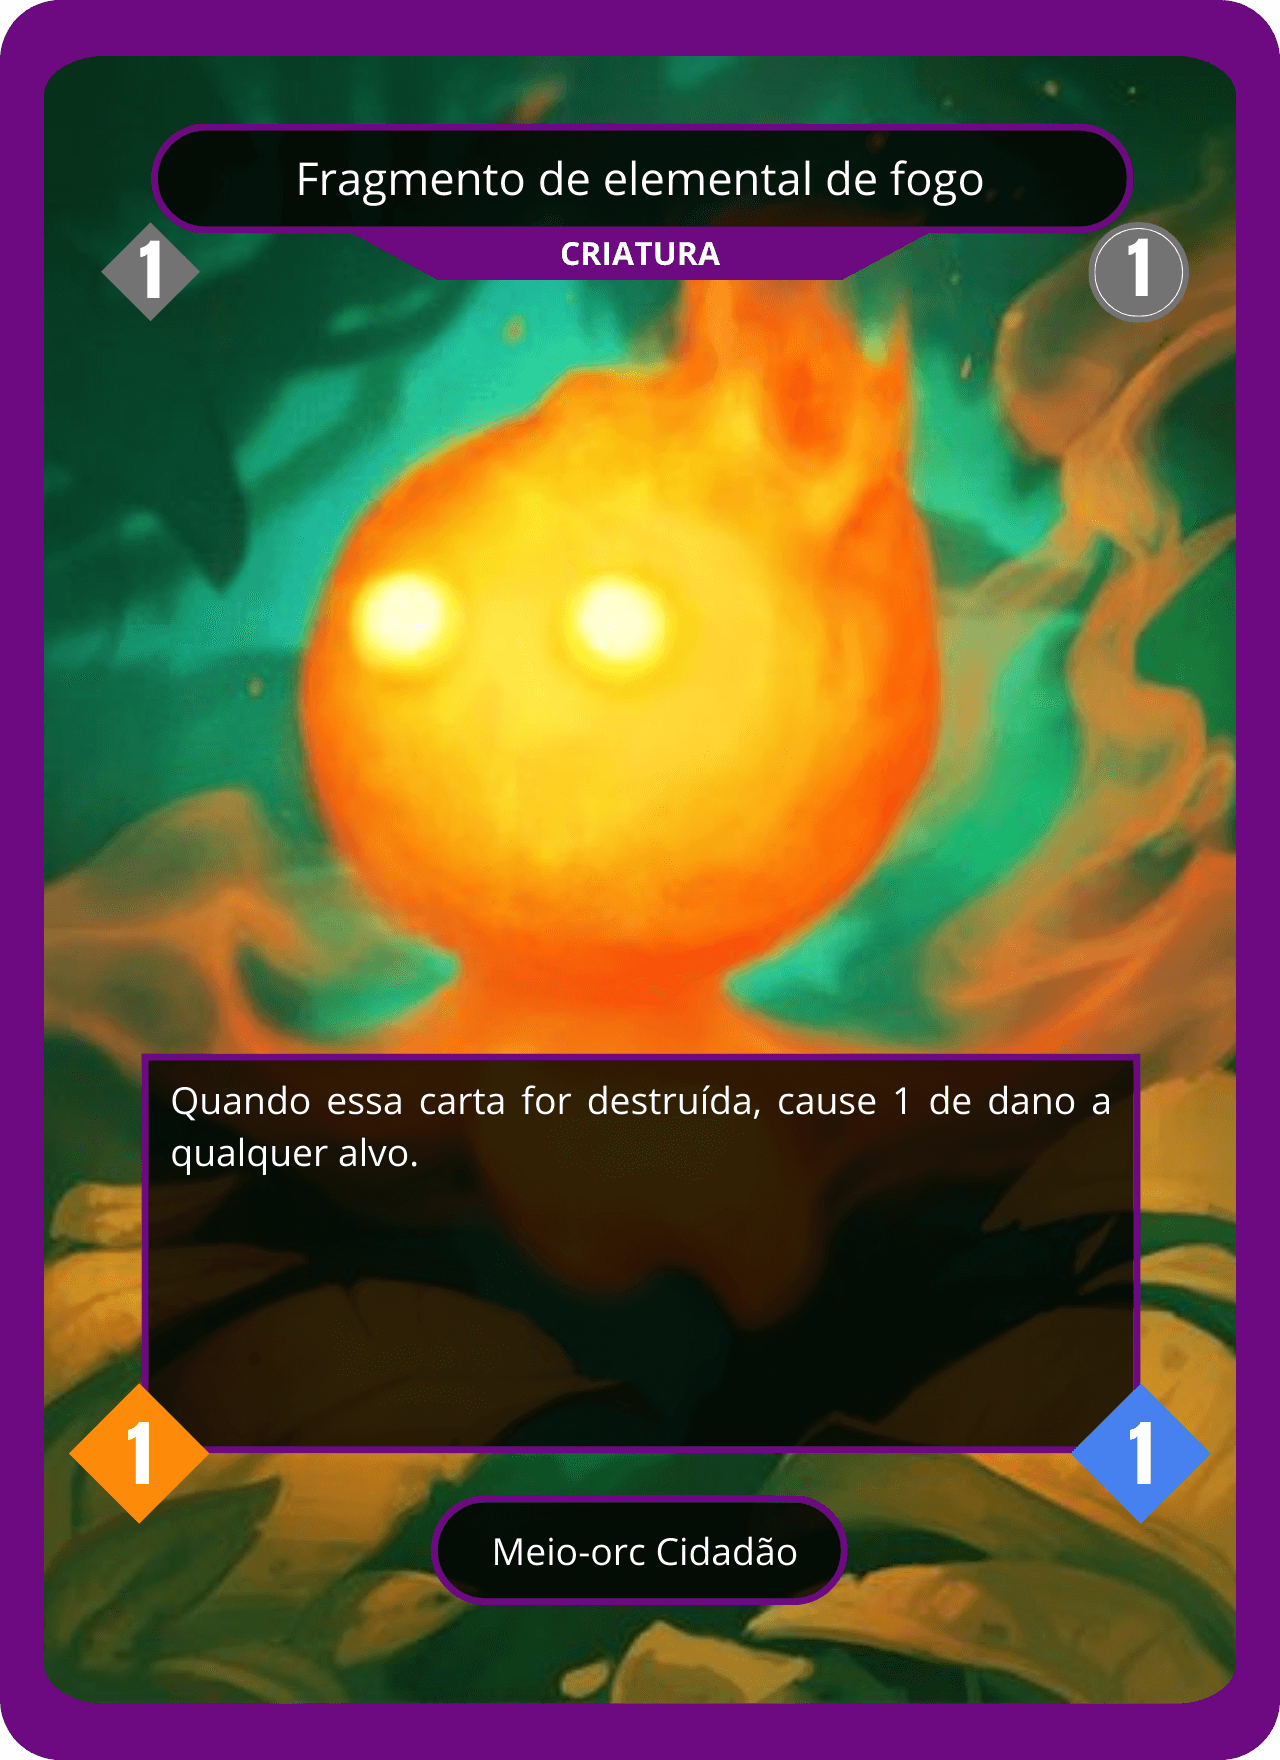 Fragmento de elemental de fogo
CRIATURA
1
1
Quando essa carta for destruída, cause 1 de dano a
qualquer alvo.
1
1
Meio-orc Cidadão